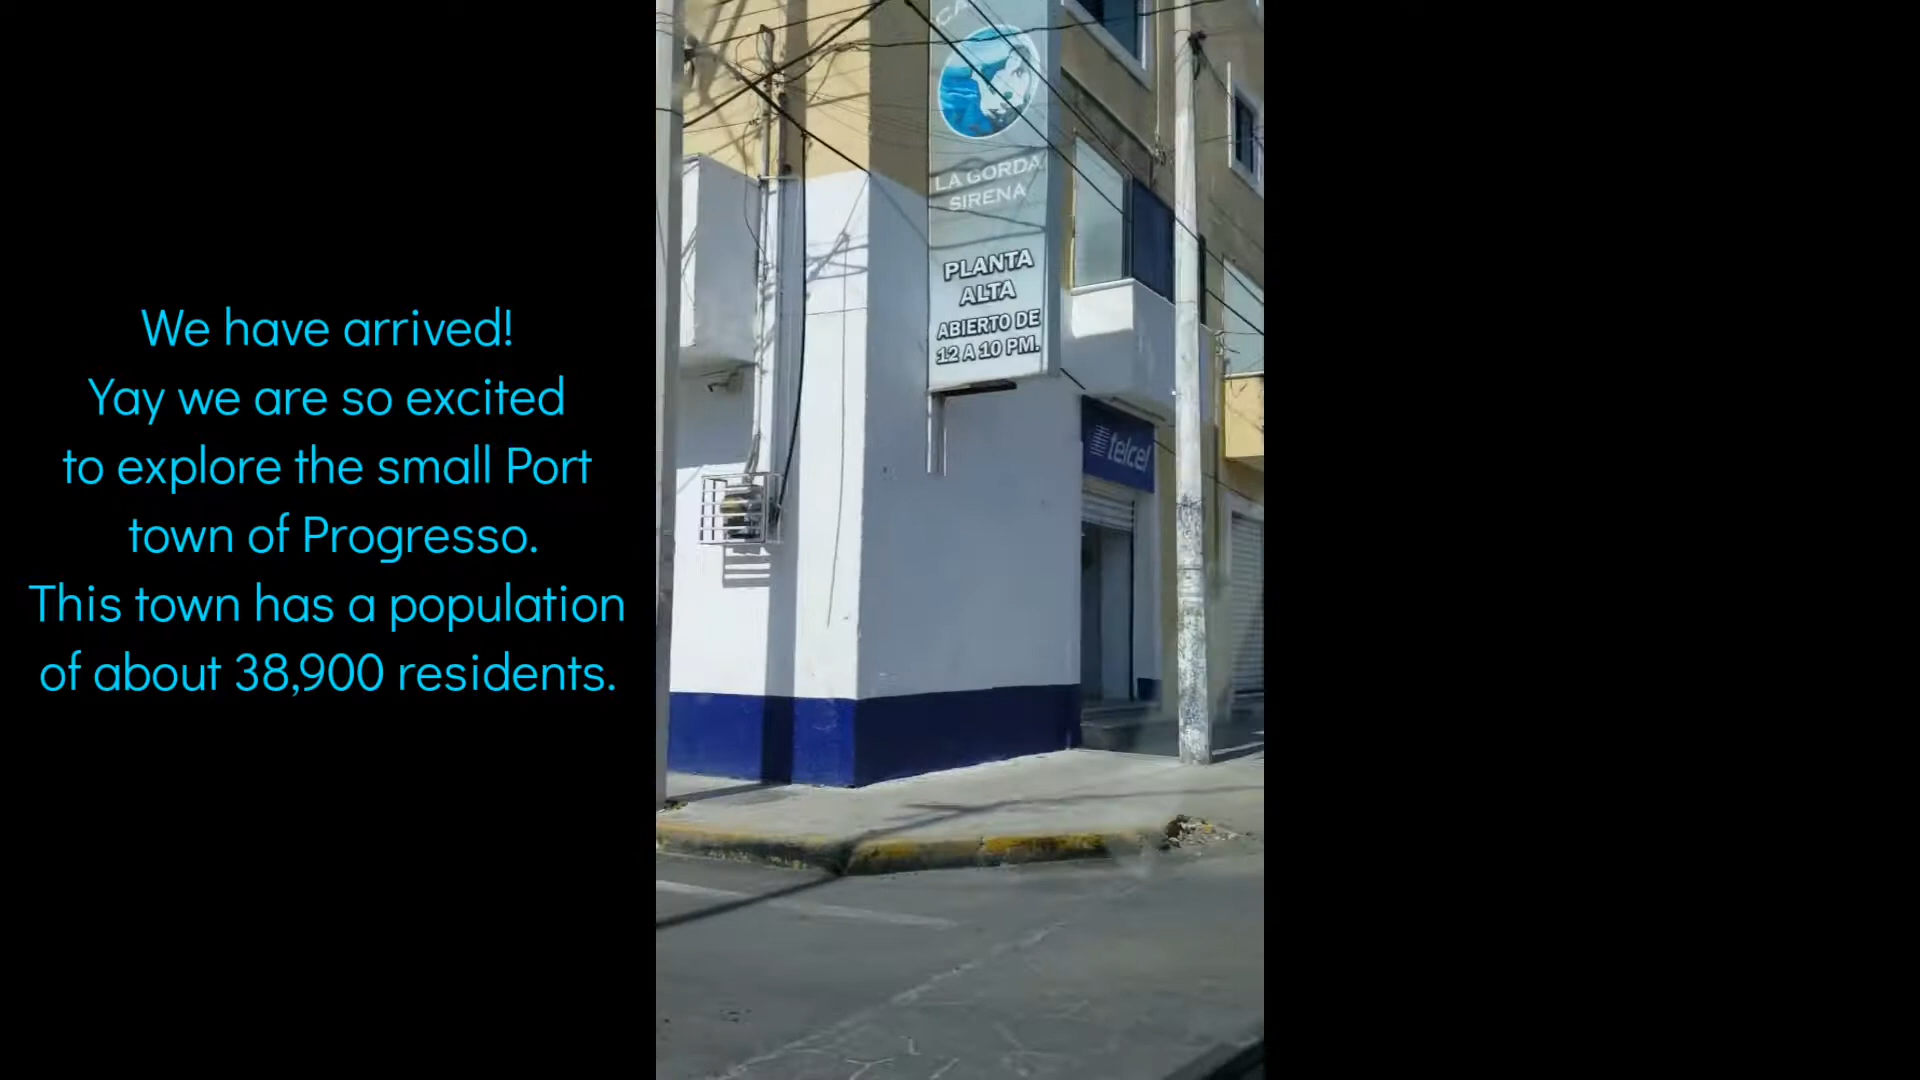 We have arrived!
Yay we are so excited
to explore the small Port
town of Progresso.
This town has a population
of about 38,900 residents.
LA GORDA
SIRENA
PLANTA
ALTA
ABIERTO DE
12 A 10 PM.
telcel